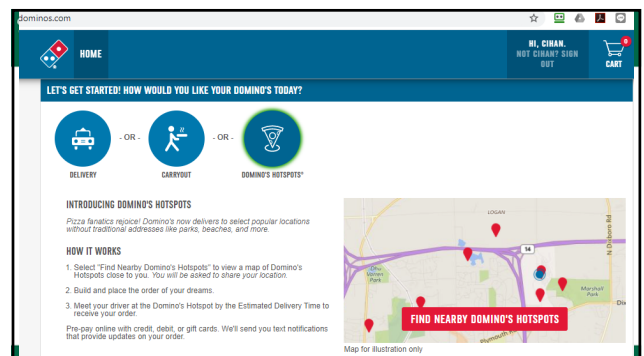 dominos.com
HOME
HI, CIHAN.
NOT CIHAN? SIGN
OUT
0
CART
LET'S GET STARTED! HOW WOULD YOU LIKE YOUR DOMINO'S TODAY?
- OR -
- OR -
DELIVERY
CARRYOUT
DOMINO'S HOTSPOTS®
INTRODUCING DOMINO'S HOTSPOTS
Pizza fanatics rejoice! Domino's now delivers to select popular locations
without traditional addresses like parks, beaches, and more.
HOW IT WORKS
1. Select "Find Nearby Domino's Hotspots" to view a map of Domino's
Hotspots close to you. You will be asked to share your location.
2. Build and place the order of your dreams.
3. Meet your driver at the Domino's Hotspot by the Estimated Delivery Time to
receive your order.
Pre-pay online with credit, debit, or gift cards. We'll send you text notifications
that provide updates on your order.
LOGAN
14
Park
Marshall
Park
Plymouth
FIND NEARBY DOMINO'S HOTSPOTS
Map for illustration only